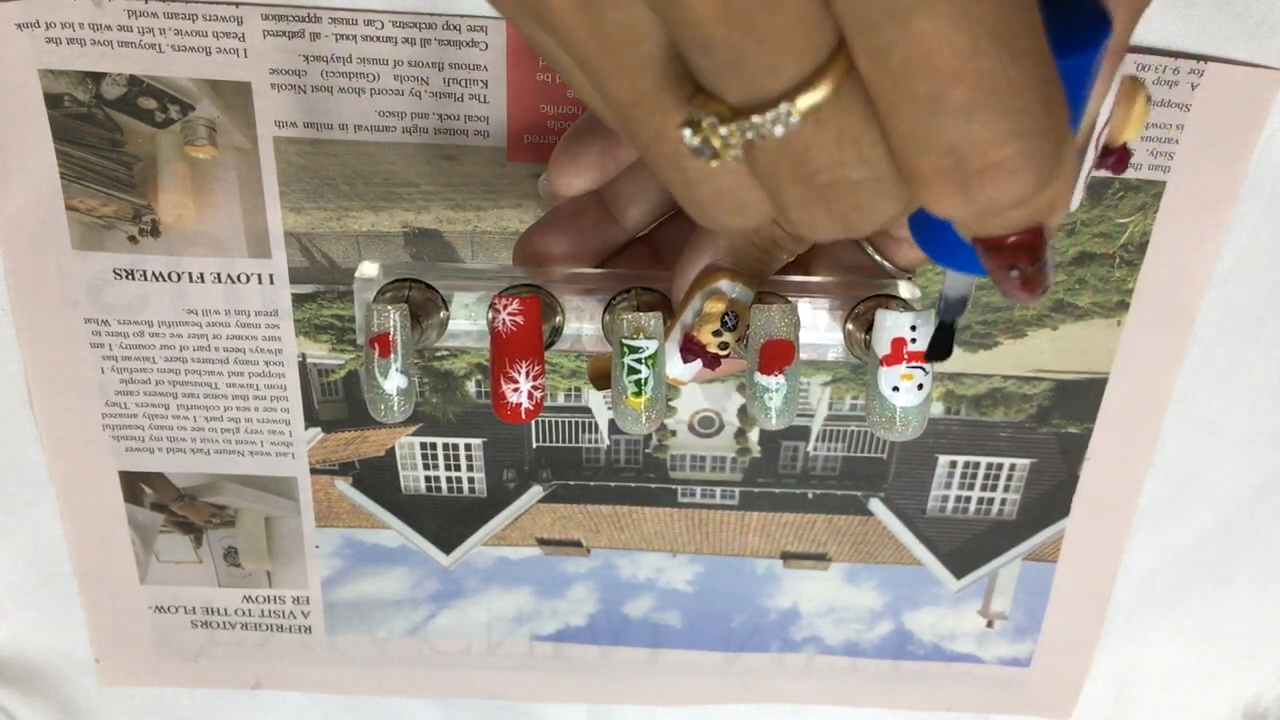 REFRIGERATORS
A VISIT TO THE FLOW-
ER SHOW
Last week Nature Park held a flower
show. I went to visit it with my friends.
I was very glad to see so many beautiful
flowers in the park. I was really amazed
to see a sea of colourful flowers. They
told me that some rare flowers came
from Taiwan. Thousands of people
stopped and watched them carefully. I
took many pictures there. Taiwan has
always been a part of our country. I am
sure sooner or later we can go there to
see many more beautiful flowers. What
great fun it will be.
I LOVE FLOWERS
I love flowers. Taoyuan love that the
Peach movie, it left me with a lot of pink
flowers dream world.
the hottest night carnival in milan with
local rock, and disco.
The Plastic, by record show host Nicola
Kuibufi Nicola (Guiducci) choose
various flavors of music playback.
Capolinea, all the famous loud. - all gathered
here bop orchestra. Can music appreciation
horrific
than the
Sisly,
various
A. shop
for 9-13:00,